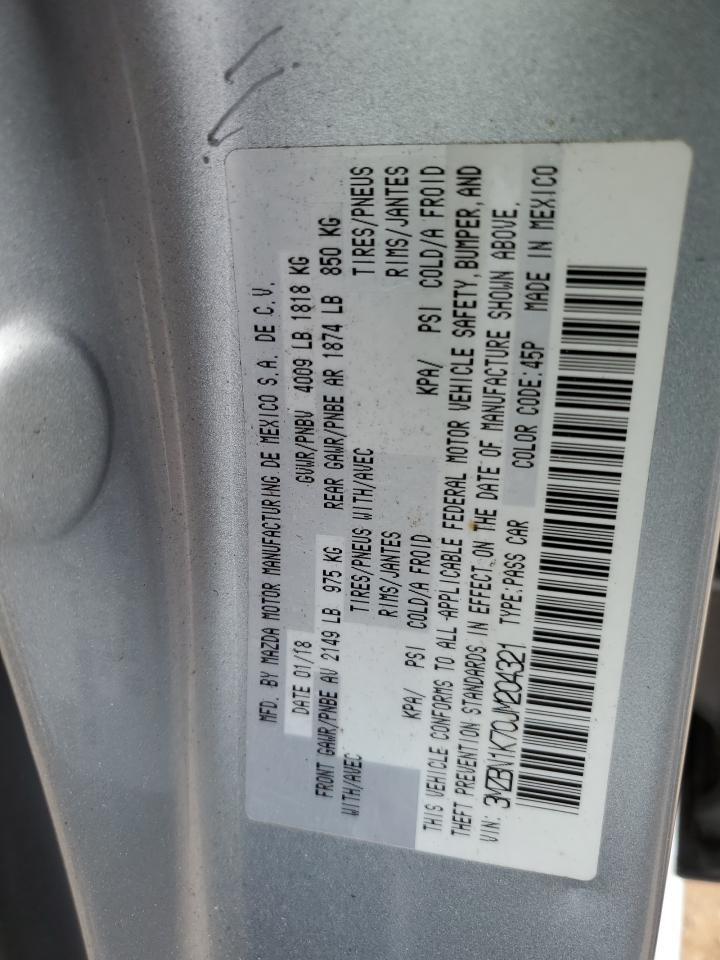 MFD. BY MAZDA MOTOR MANUFACTURING DE MEXICO S.A. DE C.V.
DATE 01/18 GVWR/PNBV 4009 LB 1818 KG
FRONT GAWR/PNBE AV 2149 LB 975 KG REAR GAWR/PNBE AR 1874 LB 850 KG
WITH/AVEC TIRES/PNEUS WITH/AVEC TIRES/PNEUS
RIMS/JANTES RIMS/JANTES
KPA/ PSI COLD/A FROID KPA/ PSI COLD/A FROID
THIS VEHICLE CONFORMS TO ALL APPLICABLE FEDERAL MOTOR VEHICLE SAFETY, BUMPER, AND
THEFT PREVENTION STANDARDS IN EFFECT ON THE DATE OF MANUFACTURE SHOWN ABOVE.
VIN: 3MZBN1K70JM204321 TYPE:PASS CAR COLOR CODE:45P MADE IN MEXICO